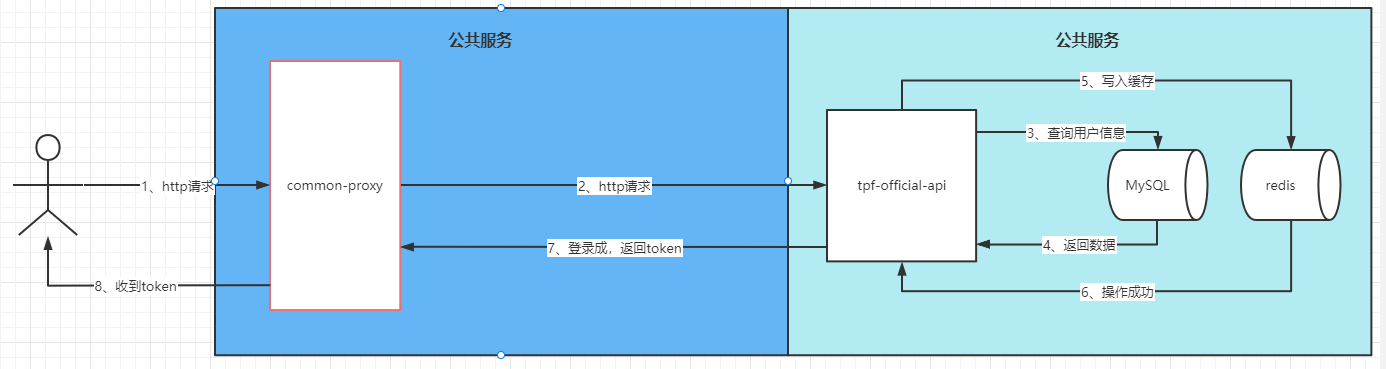 公共服务
公共服务
5、写入缓存
3、查询用户信息
1、http请求
common-proxy
2、http请求
tpf-official-api
MySQL
redis
7、登录成，返回token
4、返回数据
8、收到token
6、操作成功